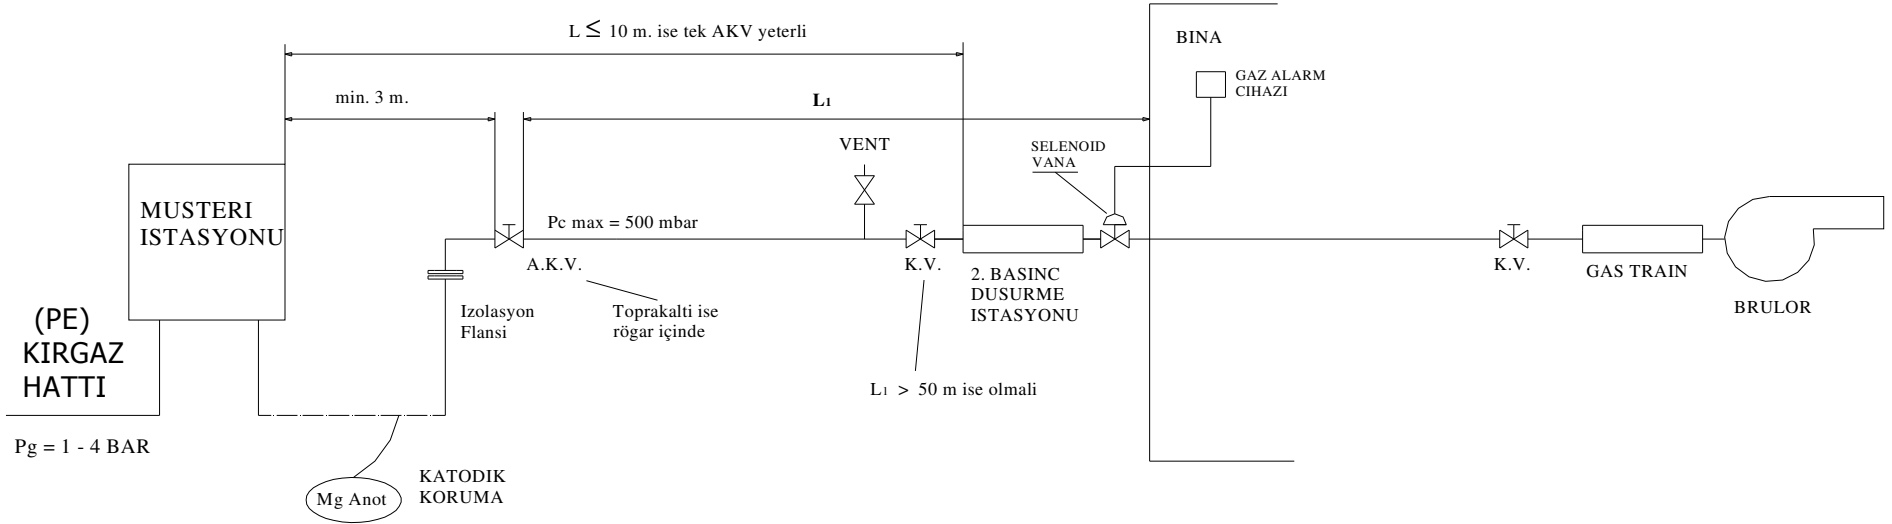 L ≤ 10 m. ise tek AKV yeterli
BINA
GAZ ALARM
CIHAZI
min. 3 m.
L1
VENT
SELENOID
VANA
MUSTERI
ISTASYONU
Pc max = 500 mbar
A.K.V.
K.V.
2. BASINC
DUSURME
ISTASYONU
K.V.
GAS TRAIN
BRULOR
Izolasyon
Flansi
Toprakalti ise
rögar içinde
(PE)
KIRGAZ
HATTI
L1 > 50 m ise olmali
Pg = 1 - 4 BAR
KATODIK
KORUMA
Mg Anot